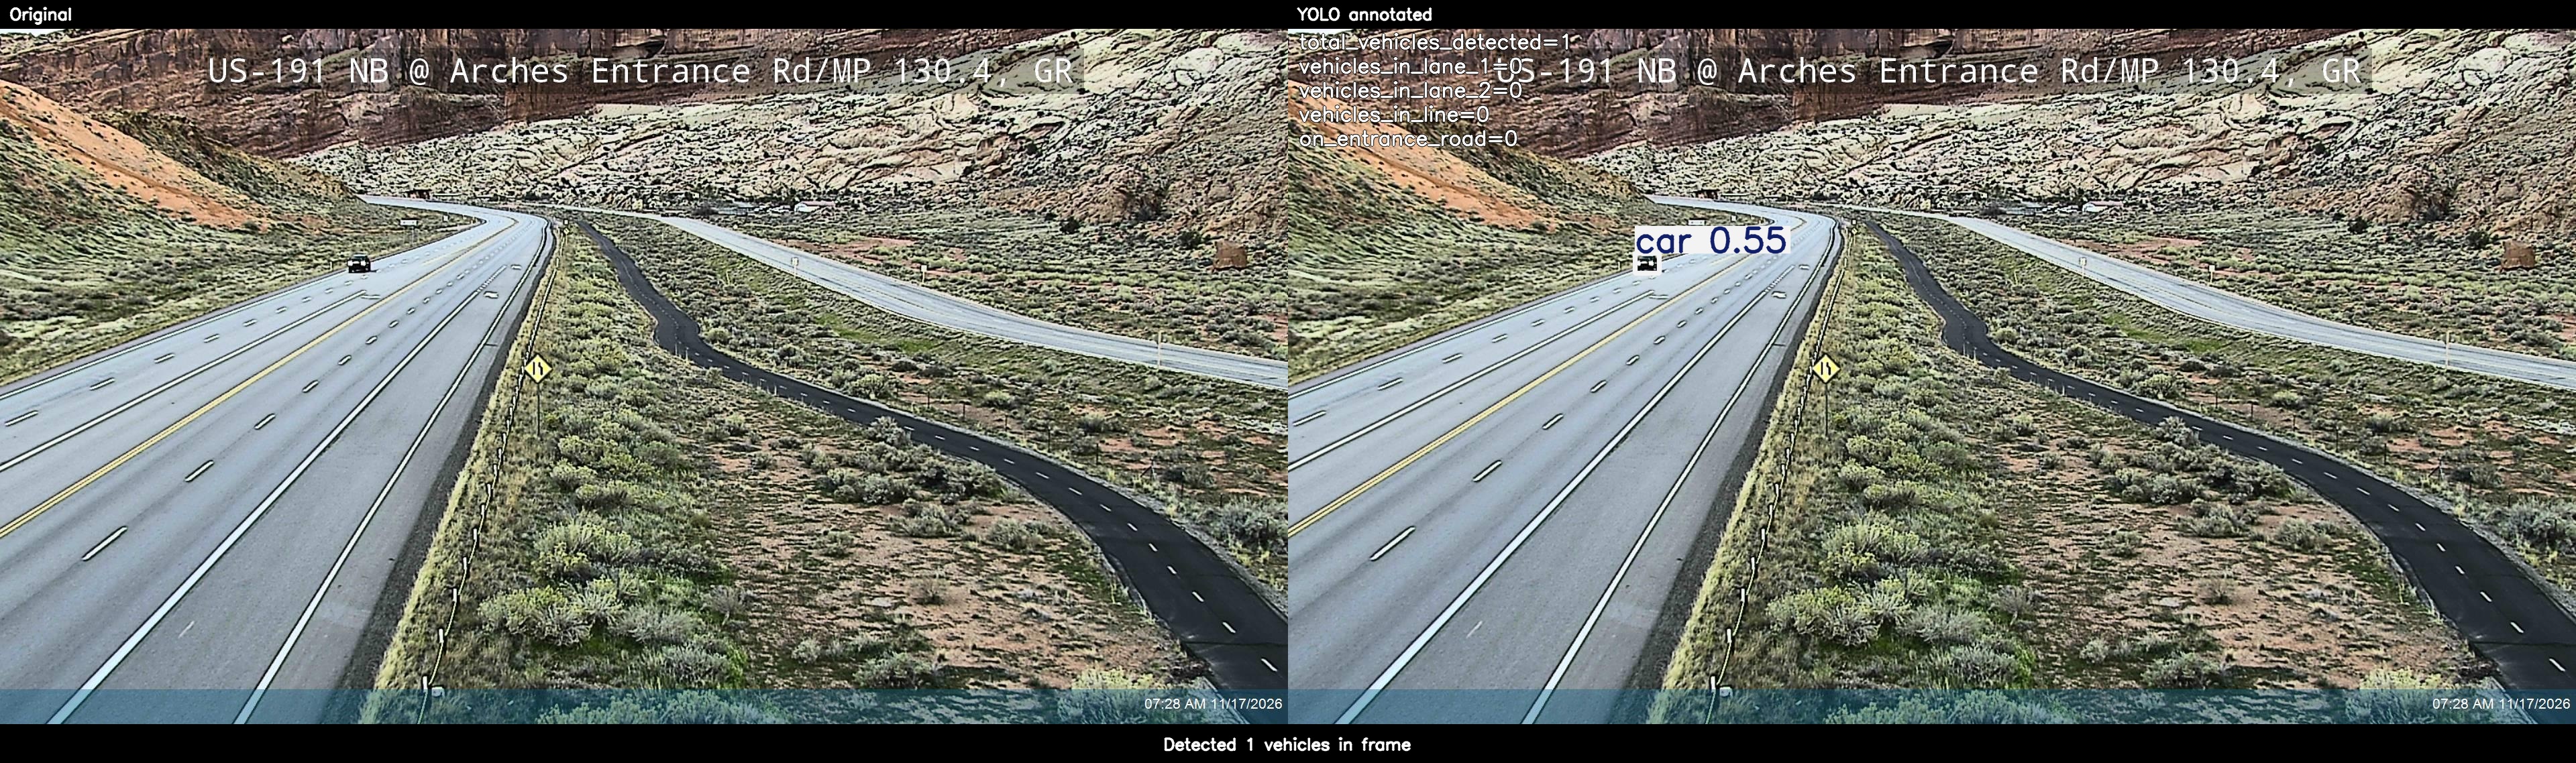 Original
US-191 NB @ Arches Entrance Rd/MP 130.4, GR
07:28 AM 11/17/2026
YOLO annotated
total_vehicles_detected=1
vehicles_in_lane_1=0
US-191 NB @ Arches Entrance Rd/MP 130.4, GR
vehicles_in_lane_2=0
vehicles_in_line=0
on_entrance_road=0
car 0.55
07:28 AM 11/17/2026
Detected 1 vehicles in frame